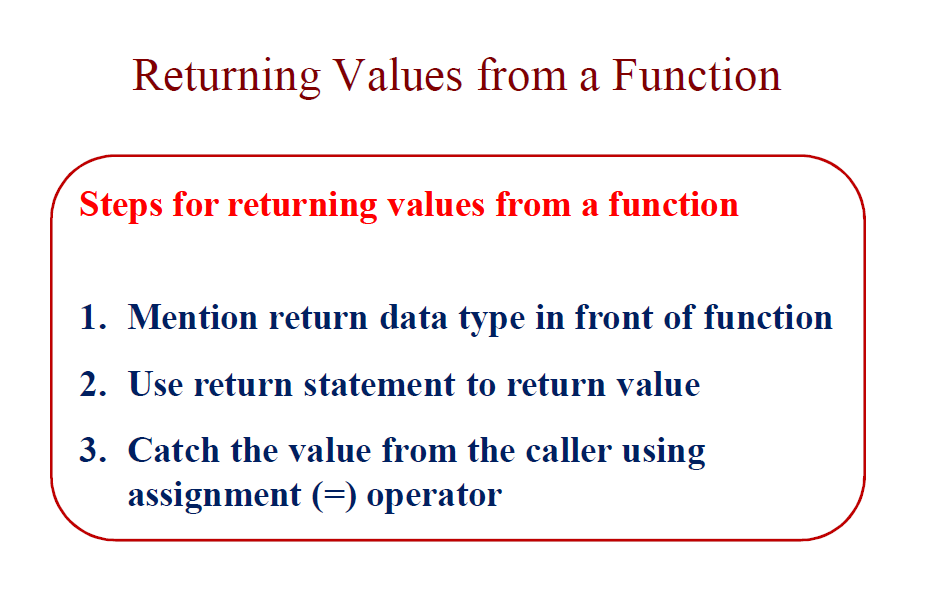 Returning Values from a Function
Steps for returning values from a function
1. Mention return data type in front of function
2. Use return statement to return value
3. Catch the value from the caller using
assignment (=) operator